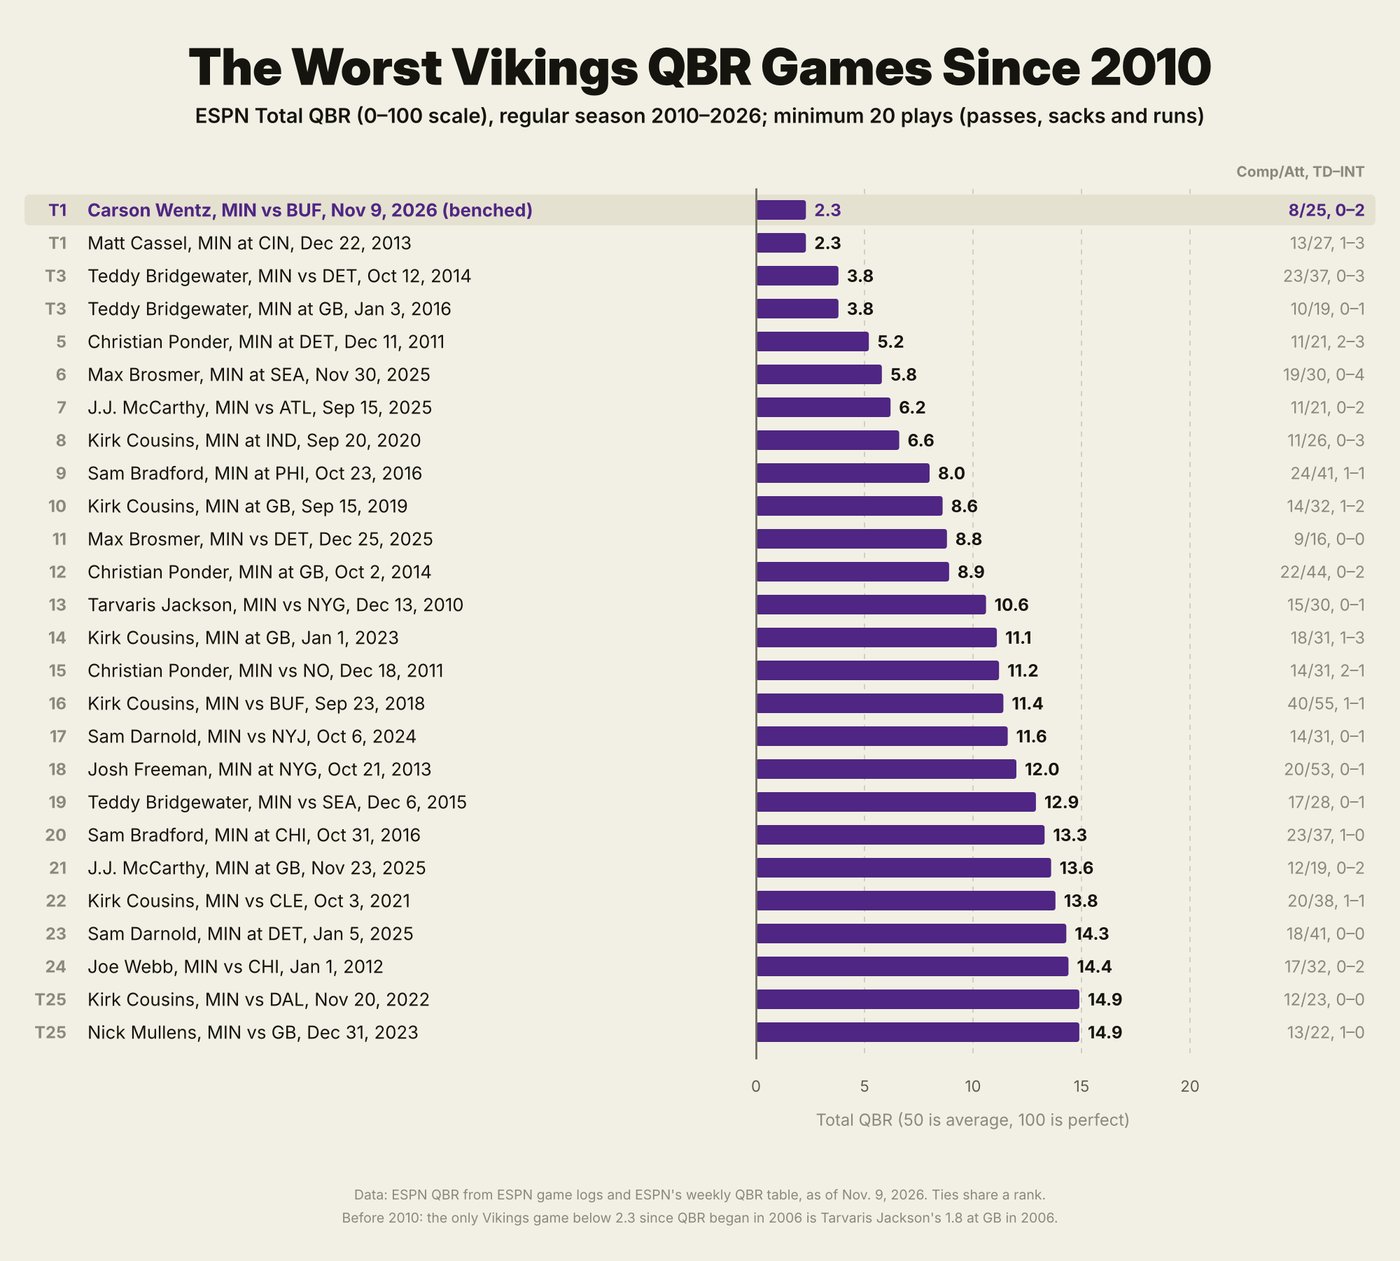 The Worst Vikings QBR Games Since 2010
ESPN Total QBR (0–100 scale), regular season 2010–2026; minimum 20 plays (passes, sacks and runs)
Comp/Att, TD–INT
T1 Carson Wentz, MIN vs BUF, Nov 9, 2026 (benched) 2.3 8/25, 0–2
T1 Matt Cassel, MIN at CIN, Dec 22, 2013 2.3 13/27, 1–3
T3 Teddy Bridgewater, MIN vs DET, Oct 12, 2014 3.8 23/37, 0–3
T3 Teddy Bridgewater, MIN at GB, Jan 3, 2016 3.8 10/19, 0–1
5 Christian Ponder, MIN at DET, Dec 11, 2011 5.2 11/21, 2–3
6 Max Brosmer, MIN at SEA, Nov 30, 2025 5.8 19/30, 0–4
7 J.J. McCarthy, MIN vs ATL, Sep 15, 2025 6.2 11/21, 0–2
8 Kirk Cousins, MIN at IND, Sep 20, 2020 6.6 11/26, 0–3
9 Sam Bradford, MIN at PHI, Oct 23, 2016 8.0 24/41, 1–1
10 Kirk Cousins, MIN at GB, Sep 15, 2019 8.6 14/32, 1–2
11 Max Brosmer, MIN vs DET, Dec 25, 2025 8.8 9/16, 0–0
12 Christian Ponder, MIN at GB, Oct 2, 2014 8.9 22/44, 0–2
13 Tarvaris Jackson, MIN vs NYG, Dec 13, 2010 10.6 15/30, 0–1
14 Kirk Cousins, MIN at GB, Jan 1, 2023 11.1 18/31, 1–3
15 Christian Ponder, MIN vs NO, Dec 18, 2011 11.2 14/31, 2–1
16 Kirk Cousins, MIN vs BUF, Sep 23, 2018 11.4 40/55, 1–1
17 Sam Darnold, MIN vs NYJ, Oct 6, 2024 11.6 14/31, 0–1
18 Josh Freeman, MIN at NYG, Oct 21, 2013 12.0 20/53, 0–1
19 Teddy Bridgewater, MIN vs SEA, Dec 6, 2015 12.9 17/28, 0–1
20 Sam Bradford, MIN at CHI, Oct 31, 2016 13.3 23/37, 1–0
21 J.J. McCarthy, MIN at GB, Nov 23, 2025 13.6 12/19, 0–2
22 Kirk Cousins, MIN vs CLE, Oct 3, 2021 13.8 20/38, 1–1
23 Sam Darnold, MIN at DET, Jan 5, 2025 14.3 18/41, 0–0
24 Joe Webb, MIN vs CHI, Jan 1, 2012 14.4 17/32, 0–2
T25 Kirk Cousins, MIN vs DAL, Nov 20, 2022 14.9 12/23, 0–0
T25 Nick Mullens, MIN vs GB, Dec 31, 2023 14.9 13/22, 1–0
0 5 10 15 20
Total QBR (50 is average, 100 is perfect)
Data: ESPN QBR from ESPN game logs and ESPN's weekly QBR table, as of Nov. 9, 2026. Ties share a rank.
Before 2010: the only Vikings game below 2.3 since QBR began in 2006 is Tarvaris Jackson's 1.8 at GB in 2006.